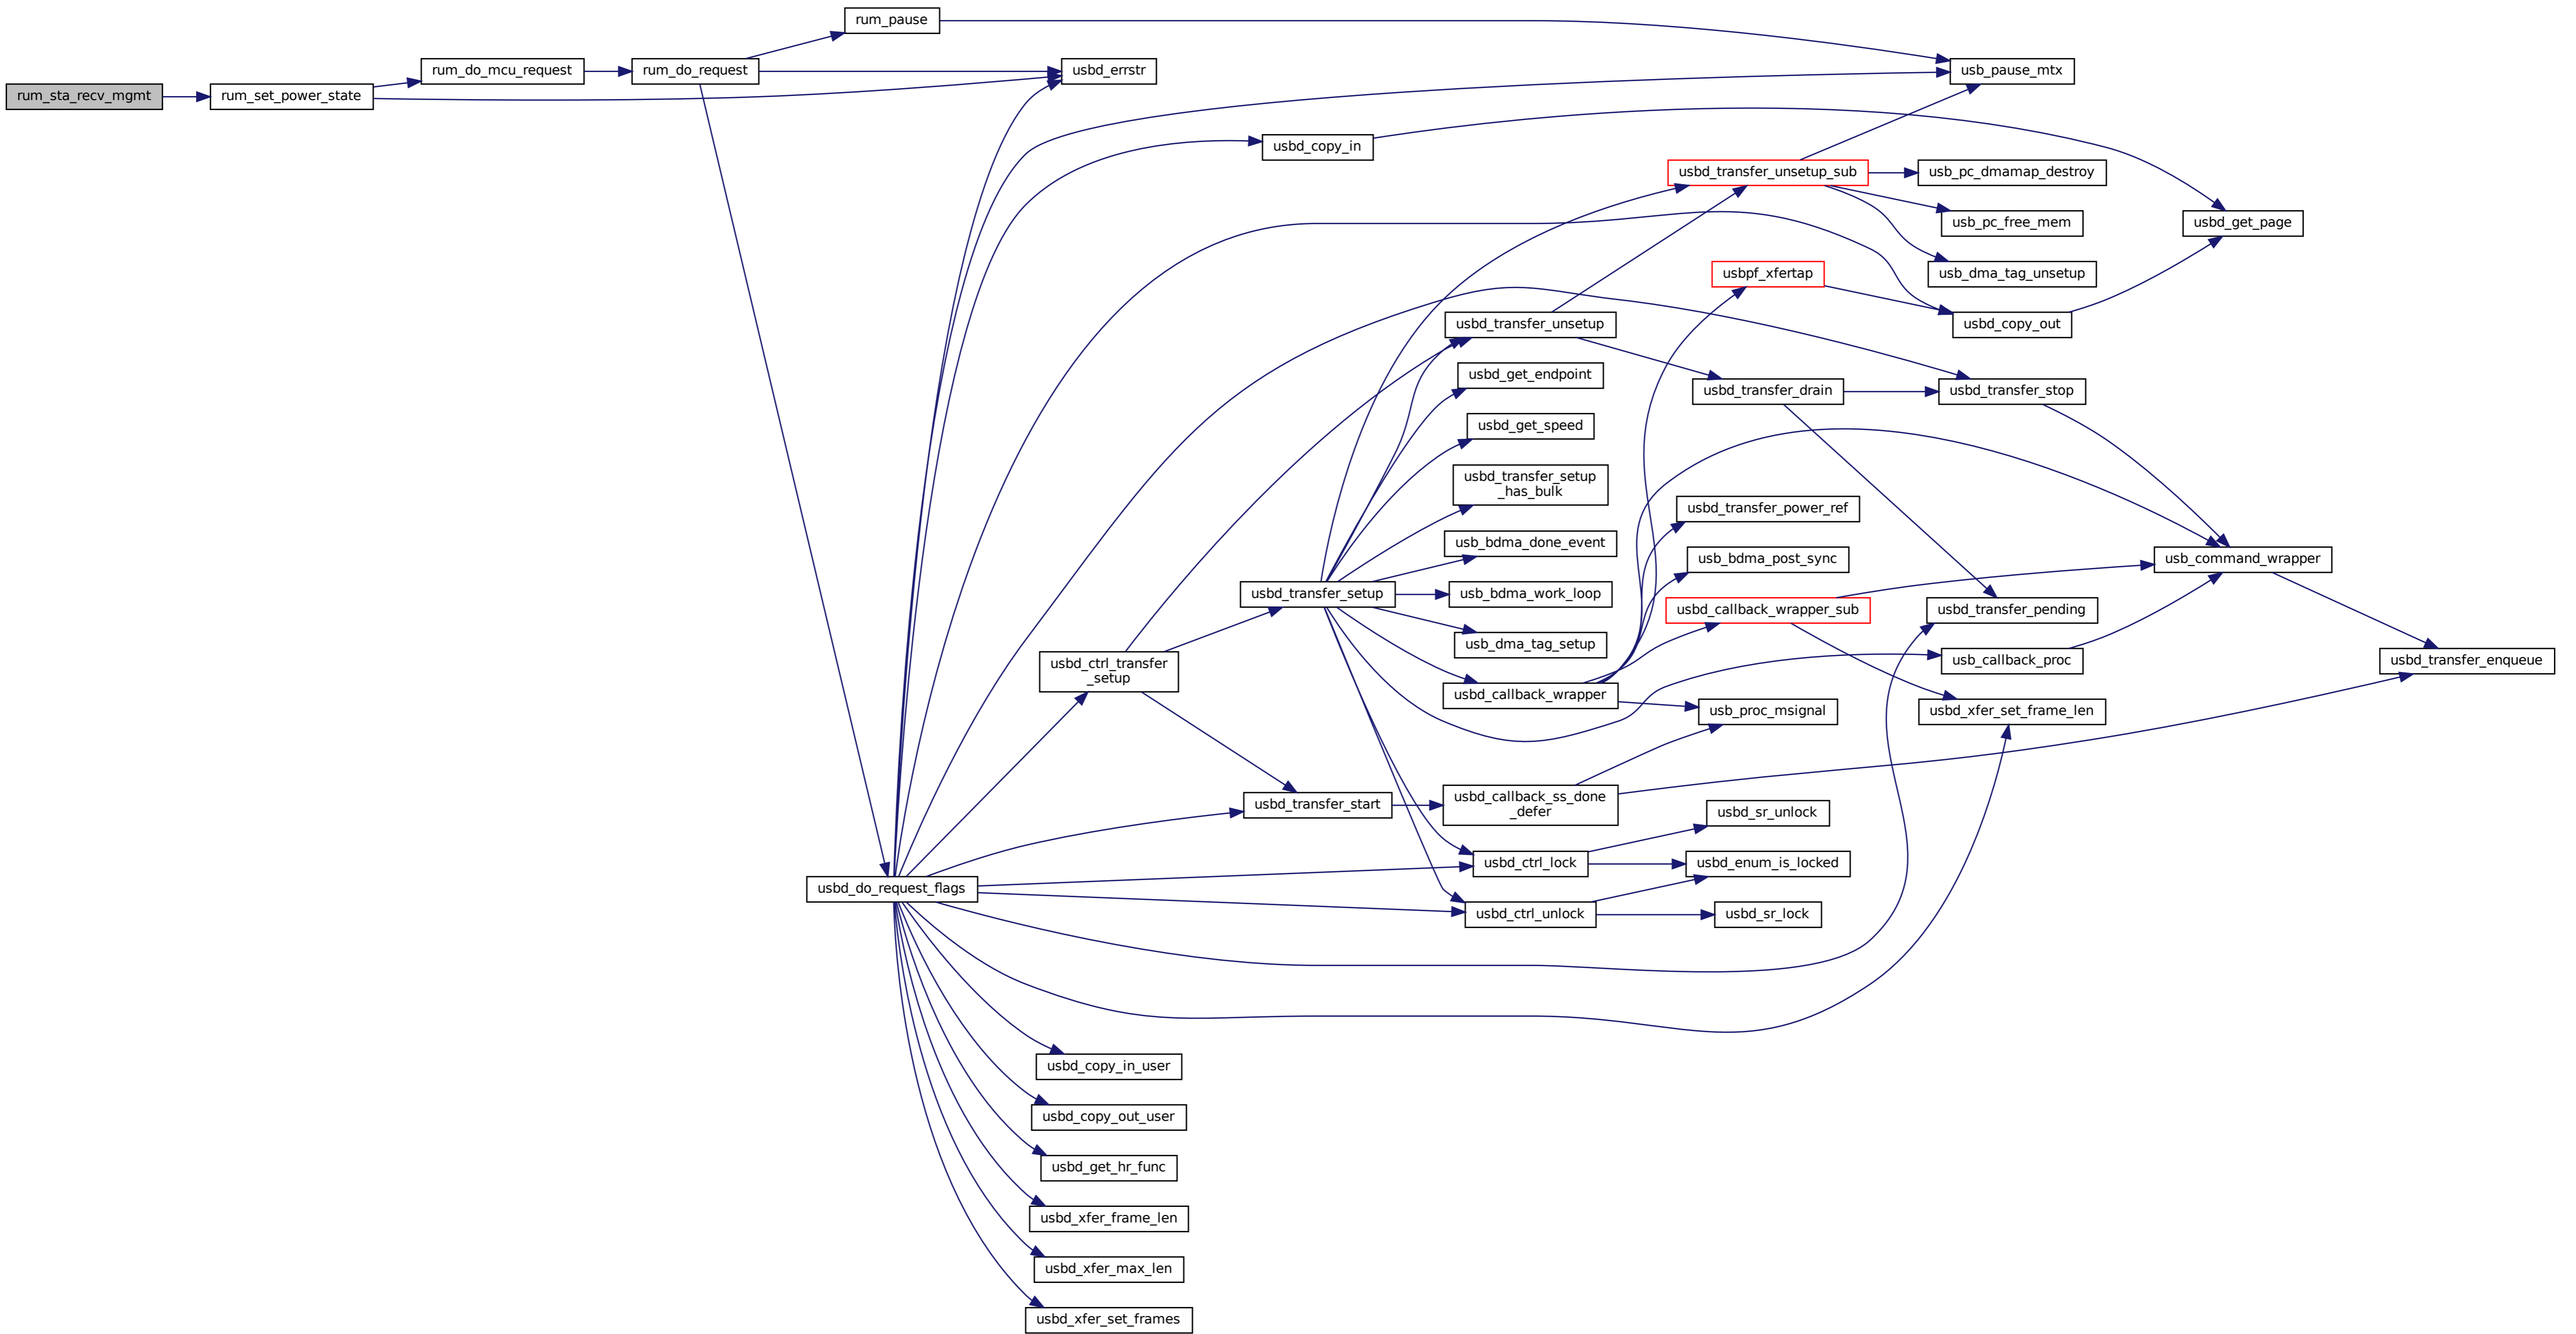 rum_sta_recv_mgmt
rum_set_power_state
rum_do_mcu_request
rum_do_request
rum_pause
usbd_errstr
usbd_do_request_flags
usbd_ctrl_transfer
_setup
usbd_copy_in_user
usbd_copy_out_user
usbd_get_hr_func
usbd_xfer_frame_len
usbd_xfer_max_len
usbd_xfer_set_frames
usbd_copy_in
usbd_transfer_setup
usbd_transfer_start
usbd_transfer_unsetup
usbd_get_endpoint
usbd_get_speed
usbd_transfer_setup
_has_bulk
usb_bdma_done_event
usb_bdma_work_loop
usb_dma_tag_setup
usbd_callback_wrapper
usbd_callback_ss_done
_defer
usbd_ctrl_lock
usbd_ctrl_unlock
usbd_transfer_unsetup_sub
usbpf_xfertap
usbd_transfer_drain
usbd_transfer_power_ref
usb_bdma_post_sync
usbd_callback_wrapper_sub
usb_proc_msignal
usbd_sr_unlock
usbd_enum_is_locked
usbd_sr_lock
usb_pause_mtx
usb_pc_dmamap_destroy
usb_pc_free_mem
usb_dma_tag_unsetup
usbd_copy_out
usbd_transfer_stop
usbd_transfer_pending
usb_callback_proc
usbd_xfer_set_frame_len
usbd_get_page
usb_command_wrapper
usbd_transfer_enqueue